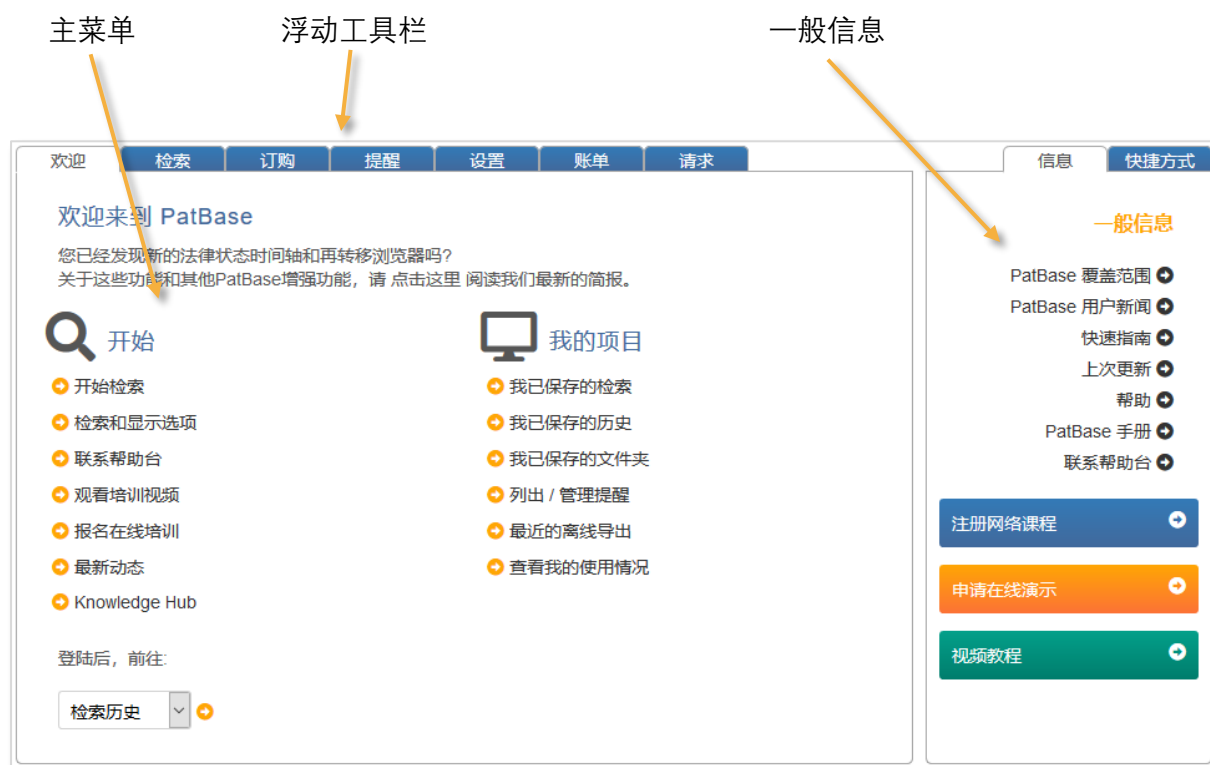 主菜单
浮动工具栏
一般信息
欢迎
检索
订购
提醒
设置
账单
请求
信息
快捷方式
欢迎来到 PatBase
您已经发现新的法律状态时间轴和再转移浏览器吗?
关于这些功能和其他PatBase增强功能，请 点击这里 阅读我们最新的简报。
开始
开始检索
检索和显示选项
联系帮助台
观看培训视频
报名在线培训
最新动态
Knowledge Hub
我的项目
我已保存的检索
我已保存的历史
我已保存的文件夹
列出 / 管理提醒
最近的离线导出
查看我的使用情况
登陆后，前往:
检索历史
一般信息
PatBase 覆盖范围
PatBase 用户新闻
快速指南
上次更新
帮助
PatBase 手册
联系帮助台
注册网络课程
申请在线演示
视频教程